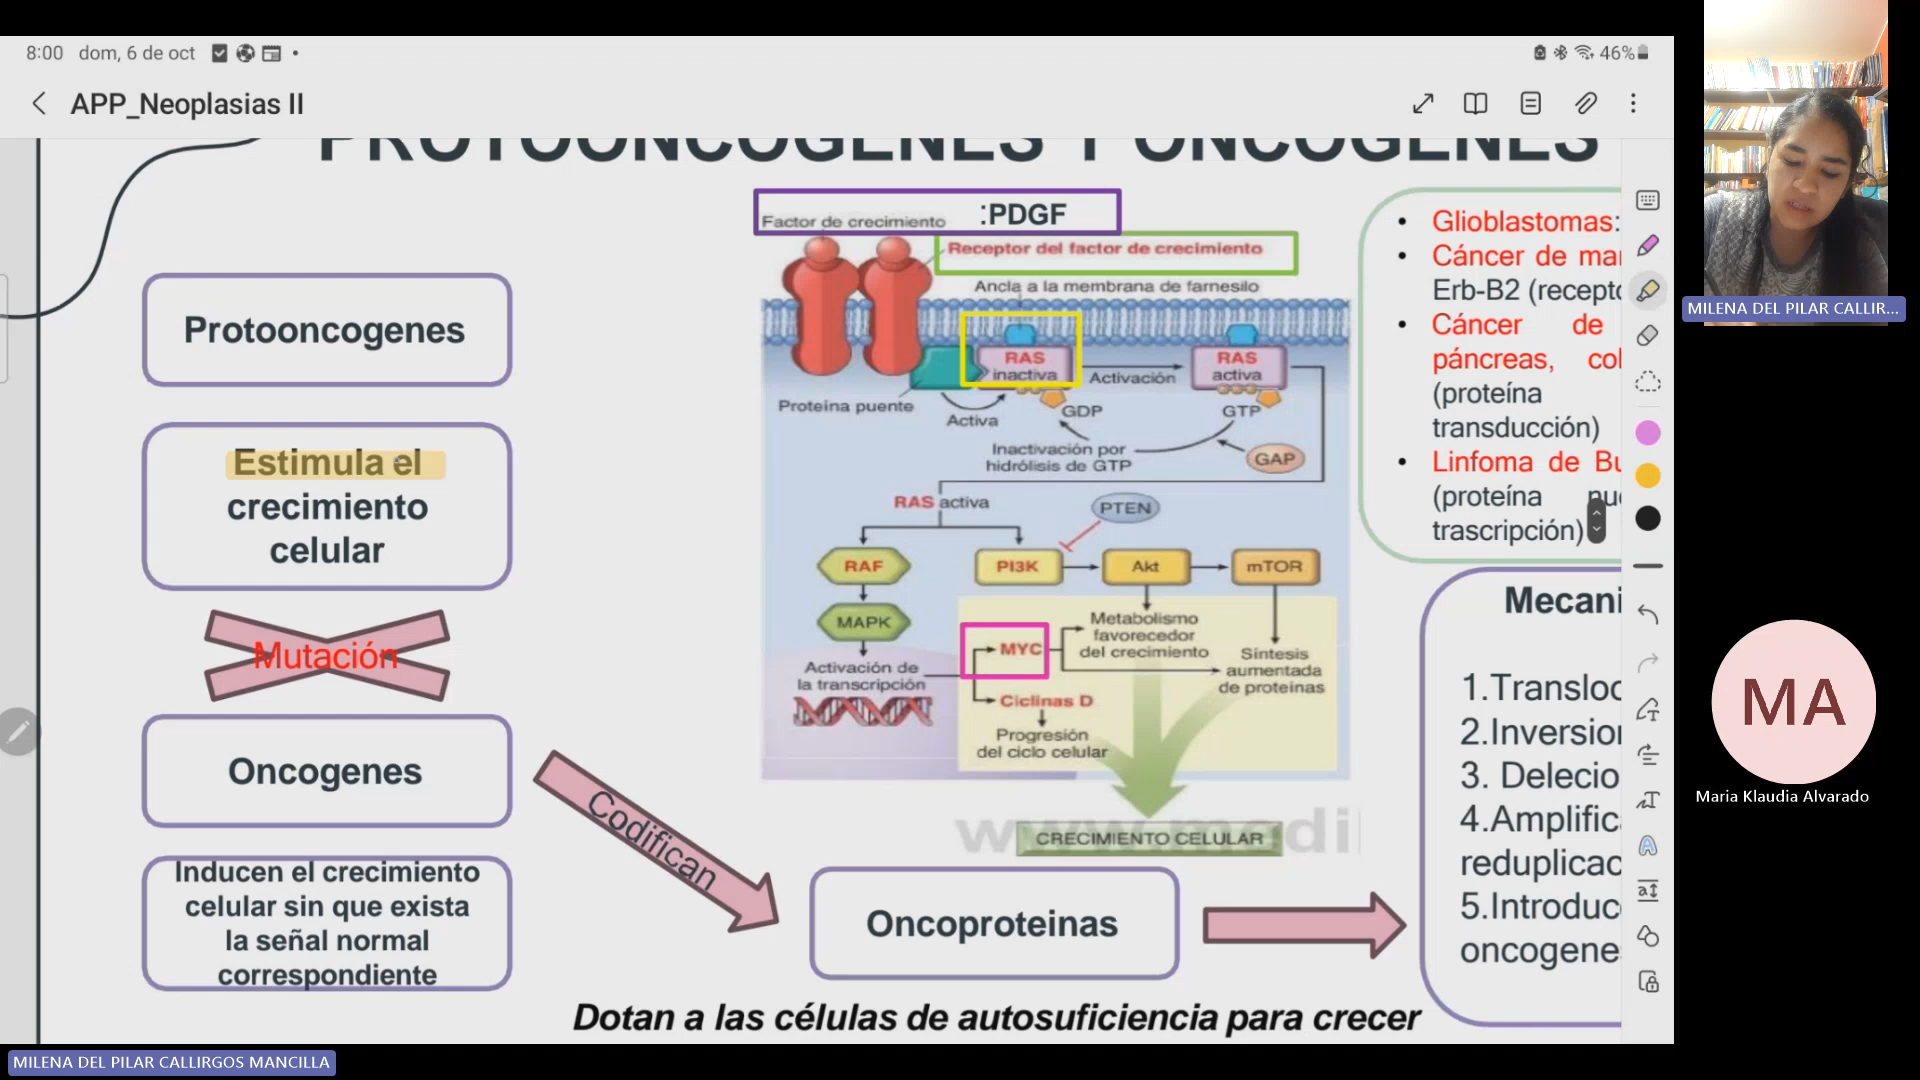 8:00 dom, 6 de oct
46%
APP_Neoplasias II
PROTOONCOGENES Y ONCOGENES
Protooncogenes
Estimula el
crecimiento
celular
Mutación
Oncogenes
Inducen el crecimiento
celular sin que exista
la señal normal
correspondiente
Codifican
Factor de crecimiento :PDGF
Receptor del factor de crecimiento
Ancla a la membrana de farnesilo
RAS
inactiva
Activación
RAS
activa
Proteína puente
Activa
GDP
GTP
Inactivación por
hidrólisis de GTP
GAP
RAS activa
PTEN
RAF
PI3K
Akt
mTOR
MAPK
Activación de
la transcripción
MYC
Metabolismo
favorecedor
del crecimiento
Síntesis
aumentada
de proteínas
Ciclinas D
Progresión
del ciclo celular
www.medi
CRECIMIENTO CELULAR
Oncoproteinas
Dotan a las células de autosuficiencia para crecer
• Glioblastomas:
• Cáncer de ma
Erb-B2 (recept
• Cáncer de
páncreas, co
(proteína
transducción)
• Linfoma de Bu
(proteína nu
trascripción)
Mecani
1.Transloc
2.Inversio
3. Delecio
4.Amplific
reduplicac
5.Introduc
oncogene
MILENA DEL PILAR CALLIR...
MA
Maria Klaudia Alvarado
MILENA DEL PILAR CALLIRGOS MANCILLA